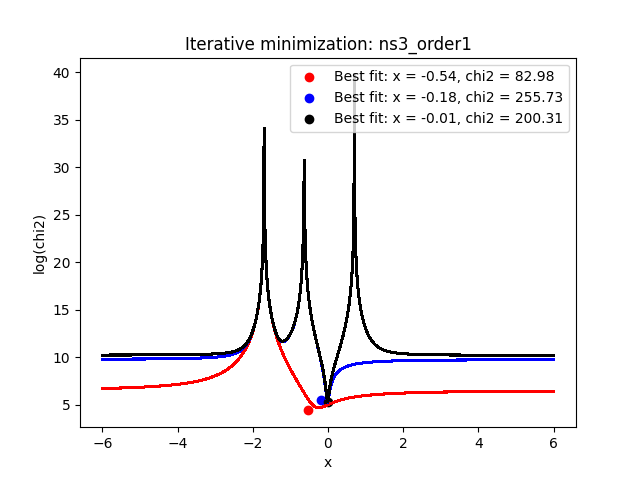 Iterative minimization: ns3_order1
Best fit: x = -0.54, chi2 = 82.98
Best fit: x = -0.18, chi2 = 255.73
Best fit: x = -0.01, chi2 = 200.31
log(chi2)
40
35
30
25
20
15
10
5
−6
−4
−2
0
2
4
6
x